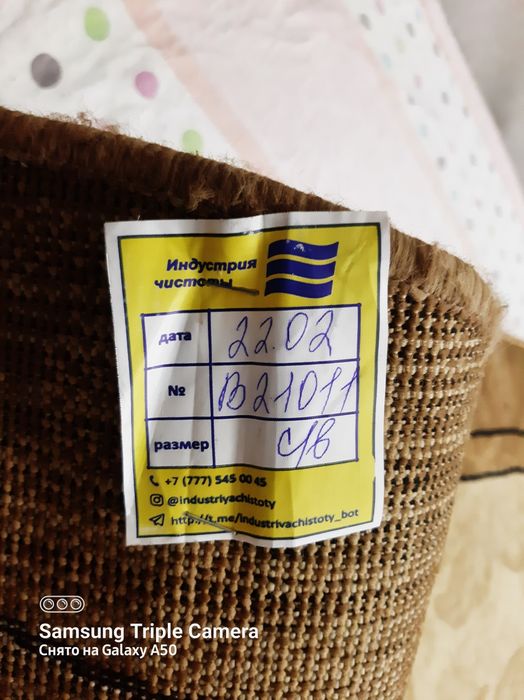 Индустрия
чистоты
дата 22.02
№ В21011
размер с/в
+7 (777) 545 00 45
@industriyachistoty
http://t.me/industriyachistoty_bot
Samsung Triple Camera
Снято на Galaxy A50